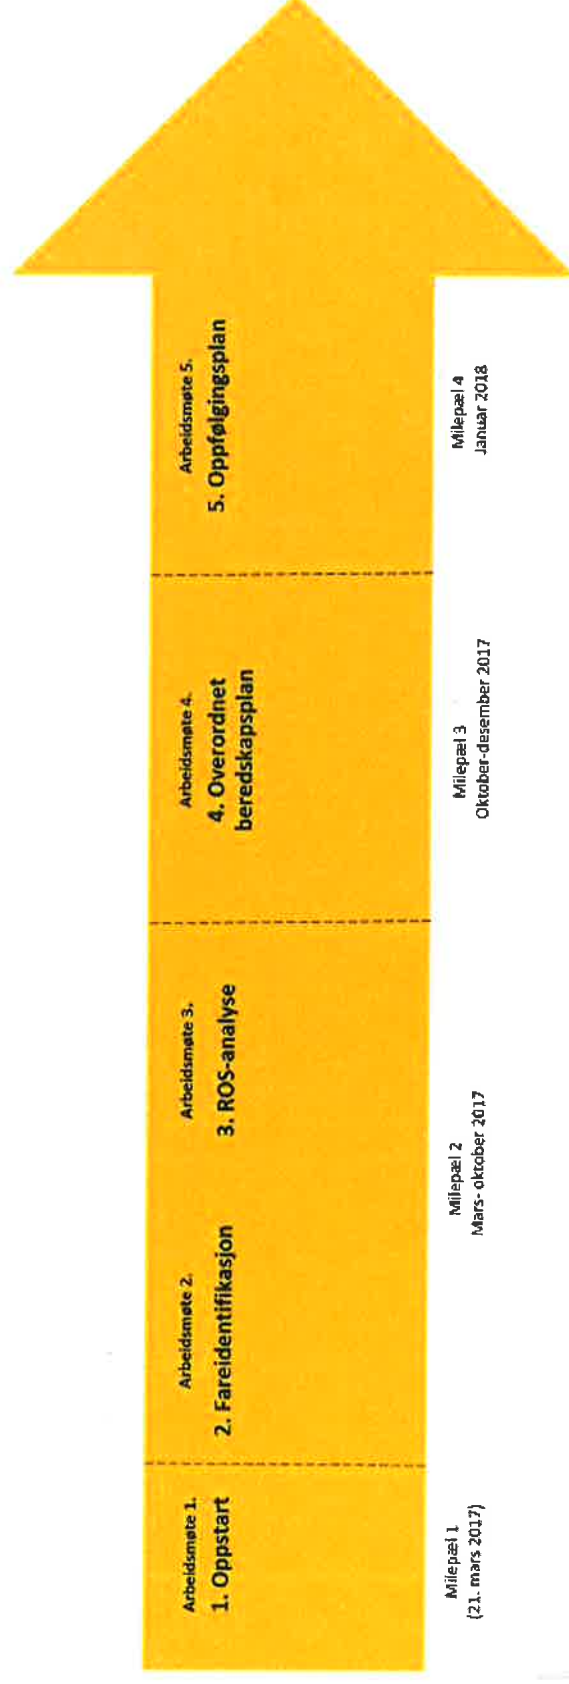 Arbeidsmøte 1.
1. Oppstart
Arbeidsmøte 2.
2. Fareidentifikasjon
Arbeidsmøte 3.
3. ROS-analyse
Arbeidsmøte 4.
4. Overordnet
beredskapsplan
Arbeidsmøte 5.
5. Oppfølgingsplan
Milepæl 1
(21. mars 2017)
Milepæl 2
Mars- oktober 2017
Milepæl 3
Oktober-desember 2017
Milepæl 4
Januar 2018